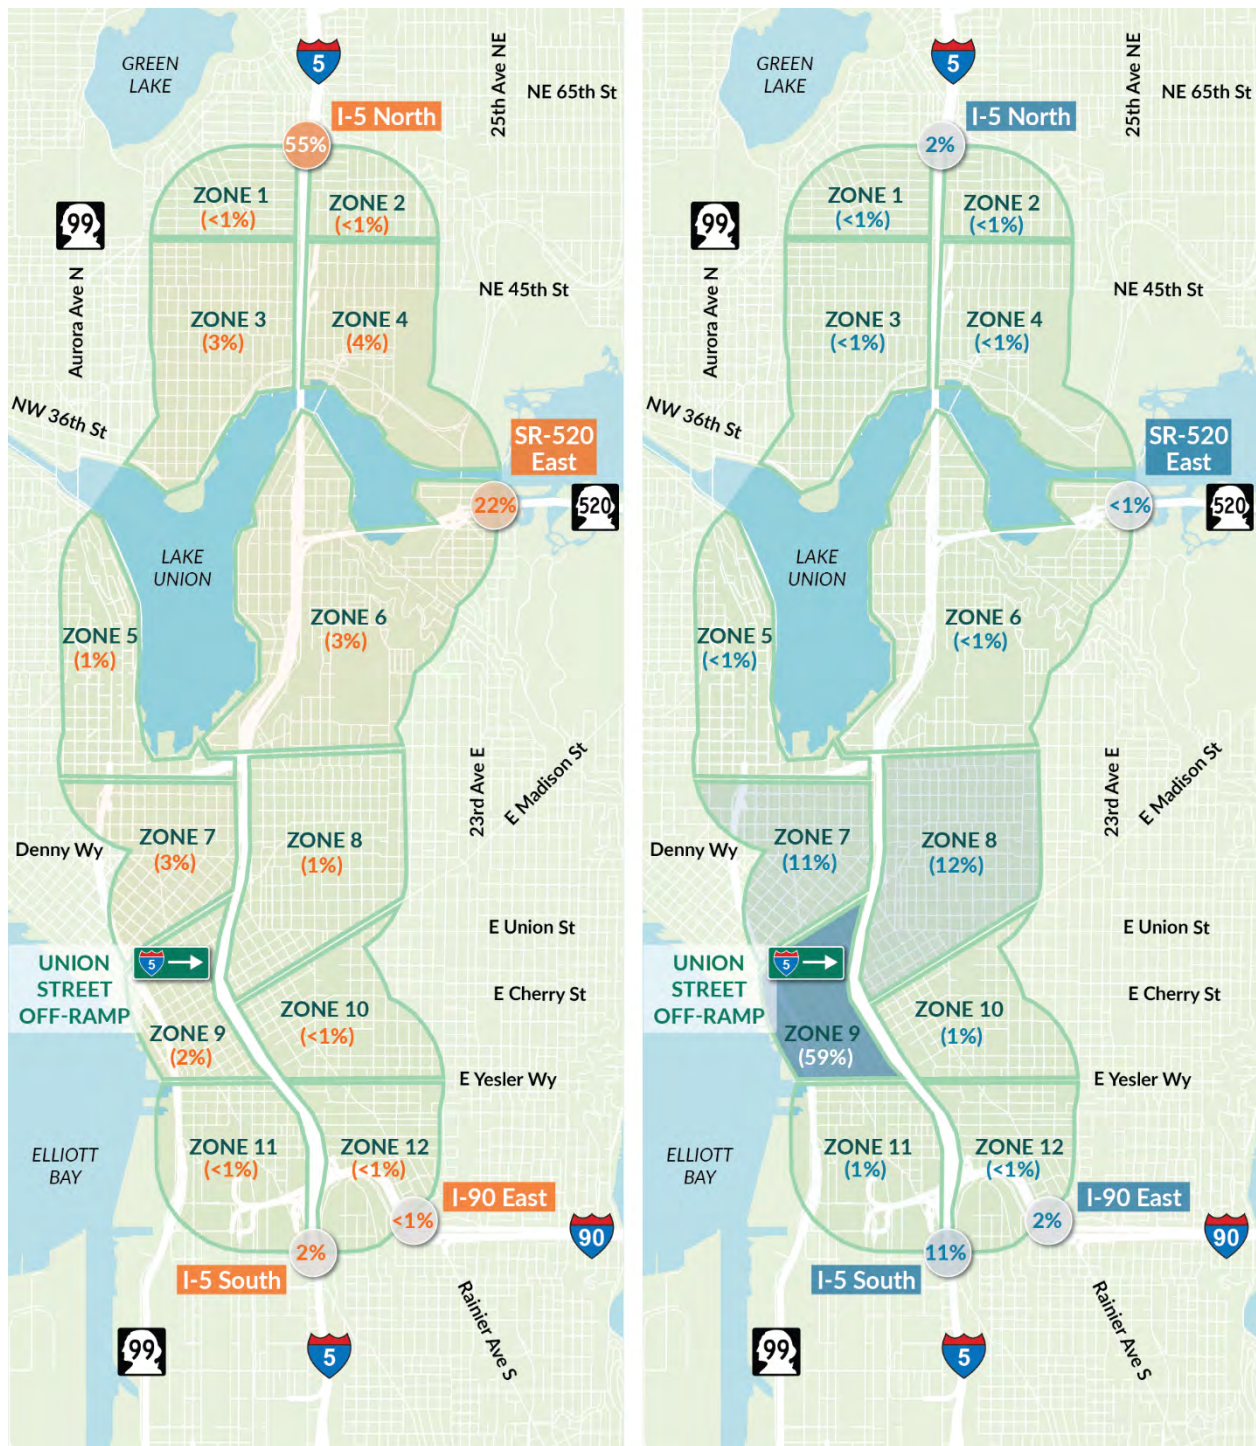 GREEN
LAKE
5
25th Ave NE
NE 65th St
I-5 North
55%
ZONE 1
(<1%)
ZONE 2
(<1%)
99
Aurora Ave N
NE 45th St
ZONE 3
(3%)
ZONE 4
(4%)
NW 36th St
SR-520
East
22%
520
LAKE
UNION
ZONE 5
(1%)
ZONE 6
(3%)
23rd Ave E
E Madison St
Denny Wy
ZONE 7
(3%)
ZONE 8
(1%)
E Union St
UNION
STREET
OFF-RAMP
5
E Cherry St
ZONE 9
(2%)
ZONE 10
(<1%)
E Yesler Wy
ELLIOTT
BAY
ZONE 11
(<1%)
ZONE 12
(<1%)
I-90 East
<1%
90
2%
I-5 South
Rainier Ave S
99
5
GREEN
LAKE
5
25th Ave NE
NE 65th St
I-5 North
2%
ZONE 1
(<1%)
ZONE 2
(<1%)
99
Aurora Ave N
NE 45th St
ZONE 3
(<1%)
ZONE 4
(<1%)
NW 36th St
SR-520
East
<1%
520
LAKE
UNION
ZONE 5
(<1%)
ZONE 6
(<1%)
23rd Ave E
E Madison St
Denny Wy
ZONE 7
(11%)
ZONE 8
(12%)
E Union St
UNION
STREET
OFF-RAMP
5
E Cherry St
ZONE 9
(59%)
ZONE 10
(1%)
E Yesler Wy
ELLIOTT
BAY
ZONE 11
(1%)
ZONE 12
(<1%)
I-90 East
2%
90
11%
I-5 South
Rainier Ave S
99
5